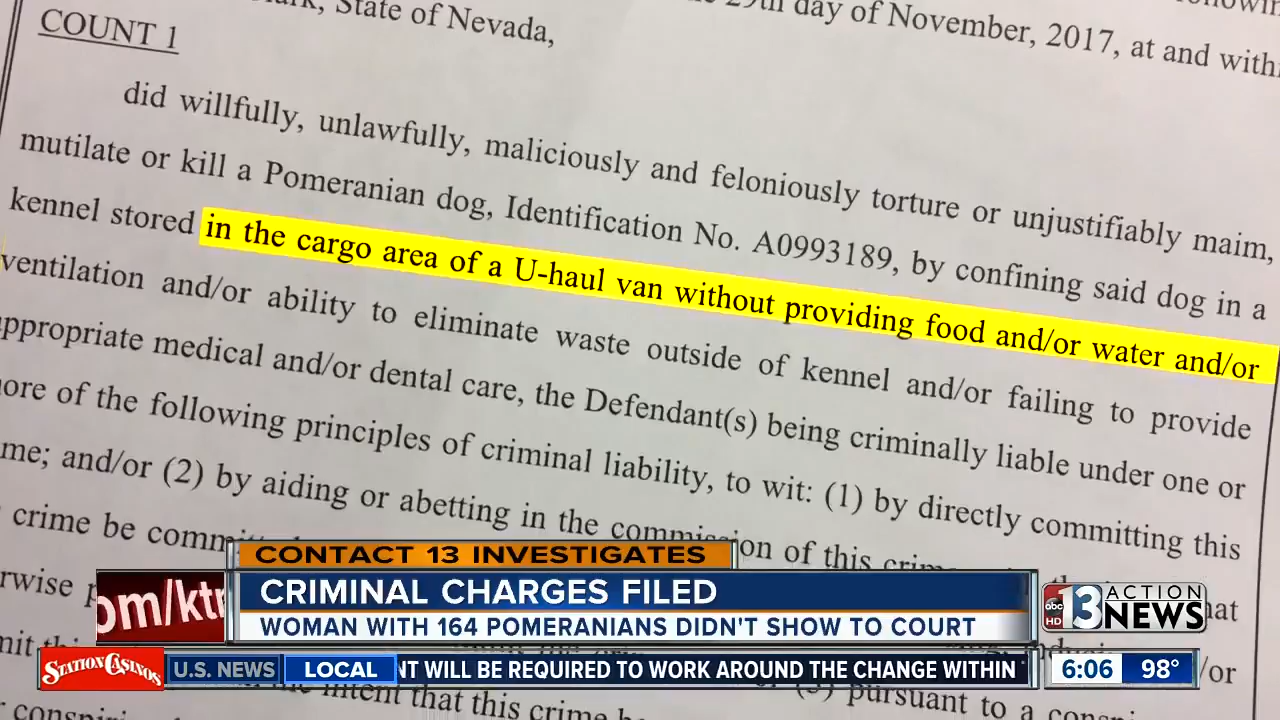 State of Nevada,
day of November, 2017, at and
COUNT 1
did willfully, unlawfully, maliciously and feloniously torture or unjustifiably maim,
mutilate or kill a Pomeranian dog, Identification No. A0993189, by confining said dog in a
kennel stored in the cargo area of a U-haul van without providing food and/or water and/or
ventilation and/or ability to eliminate waste outside of kennel and/or failing to provide
appropriate medical and/or dental care, the Defendant(s) being criminally liable under one or
of the following principles of criminal liability, to wit: (1) by directly committing this
me; and/or (2) by aiding or abetting in the commission of this
crime be
CONTACT 13 INVESTIGATES
CRIMINAL CHARGES FILED
WOMAN WITH 164 POMERANIANS DIDN'T SHOW TO COURT
om/ktn
abc
HD
13
ACTION
NEWS
hat
STATION CASINOS
U.S. NEWS
LOCAL
NT WILL BE REQUIRED TO WORK AROUND THE CHANGE WITHIN
6:06
98°
/or
intent that this crime
pursuant to a